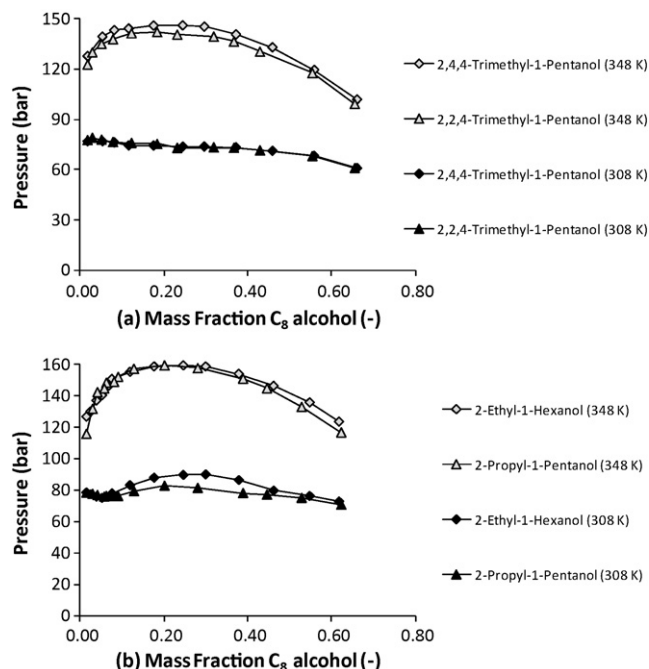 150
120
90
60
30
0
Pressure (bar)
0.00 0.20 0.40 0.60 0.80
(a) Mass Fraction C₈ alcohol (-)
2,4,4-Trimethyl-1-Pentanol (348 K)
2,2,4-Trimethyl-1-Pentanol (348 K)
2,4,4-Trimethyl-1-Pentanol (308 K)
2,2,4-Trimethyl-1-Pentanol (308 K)
160
140
120
100
80
60
40
20
0
Pressure (bar)
0.00 0.20 0.40 0.60 0.80
(b) Mass Fraction C₈ alcohol (-)
2-Ethyl-1-Hexanol (348 K)
2-Propyl-1-Pentanol (348 K)
2-Ethyl-1-Hexanol (308 K)
2-Propyl-1-Pentanol (308 K)